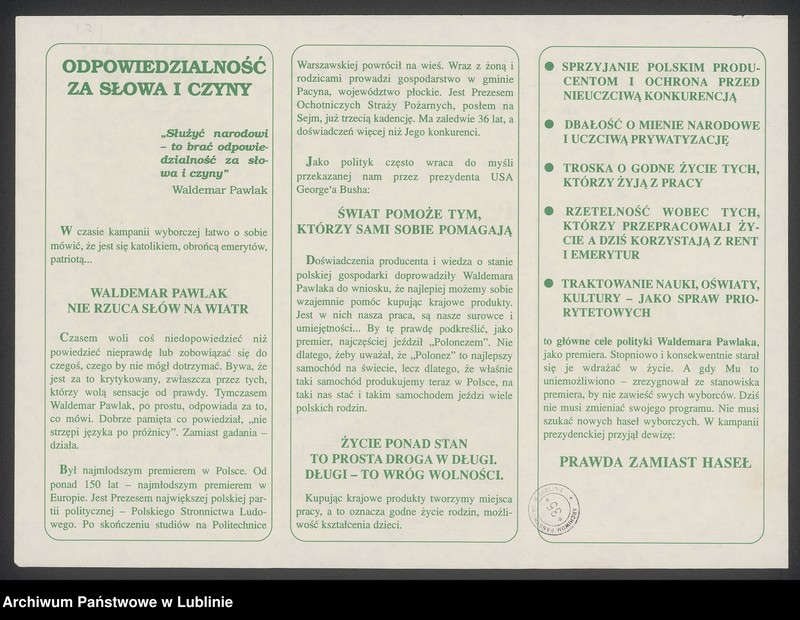 ODPOWIEDZIALNOŚĆ
ZA SŁOWA I CZYNY
„Służyć narodowi
– to brać odpowie-
dzialność za sło-
wa i czyny”
Waldemar Pawlak
W czasie kampanii wyborczej łatwo o sobie
mówić, że jest się katolikiem, obrońcą emerytów,
patriotą...
WALDEMAR PAWLAK
NIE RZUCA SŁÓW NA WIATR
Czasem woli coś niedopowiedzieć niż
powiedzieć nieprawdę lub zobowiązać się do
czegoś, czego by nie mógł dotrzymać. Bywa, że
jest za to krytykowany, zwłaszcza przez tych,
którzy wolą sensacje od prawdy. Tymczasem
Waldemar Pawlak, po prostu, odpowiada za to,
co mówi. Dobrze pamięta co powiedział, „nie
strzępi języka po próżnicy”. Zamiast gadania –
działa.
Był najmłodszym premierem w Polsce. Od
ponad 150 lat – najmłodszym premierem w
Europie. Jest Prezesem największej polskiej par-
tii politycznej – Polskiego Stronnictwa Ludo-
wego. Po skończeniu studiów na Politechnice
Warszawskiej powrócił na wieś. Wraz z żoną i
rodzicami prowadzi gospodarstwo w gminie
Pacyna, województwo płockie. Jest Prezesem
Ochotniczych Straży Pożarnych, posłem na
Sejm, już trzecią kadencję. Ma zaledwie 36 lat, a
doświadczeń więcej niż Jego konkurenci.
Jako polityk często wraca do myśli
przekazanej nam przez prezydenta USA
George'a Busha:
ŚWIAT POMOŻE TYM,
KTÓRZY SAMI SOBIE POMAGAJĄ
Doświadczenia producenta i wiedza o stanie
polskiej gospodarki doprowadziły Waldemara
Pawlaka do wniosku, że najlepiej możemy sobie
wzajemnie pomóc kupując krajowe produkty.
Jest w nich nasza praca, są nasze surowce i
umiejętności... By tę prawdę podkreślić, jako
premier, najczęściej jeździł „Polonezem”. Nie
dlatego, żeby uważał, że „Polonez” to najlepszy
samochód na świecie, lecz dlatego, że właśnie
taki samochód produkujemy teraz w Polsce, na
taki nas stać i takim samochodem jeździ wiele
polskich rodzin.
ŻYCIE PONAD STAN
TO PROSTA DROGA W DŁUGI.
DŁUGI – TO WRÓG WOLNOŚCI.
Kupując krajowe produkty tworzymy miejsca
pracy, a to oznacza godne życie rodzin, możli-
wość kształcenia dzieci.
● SPRZYJANIE POLSKIM PRODU-
CENTOM I OCHRONA PRZED
NIEUCZCIWĄ KONKURENCJĄ
● DBAŁOŚĆ O MIENIE NARODOWE
I UCZCIWĄ PRYWATYZACJĘ
● TROSKA O GODNE ŻYCIE TYCH,
KTÓRZY ŻYJĄ Z PRACY
● RZETELNOŚĆ WOBEC TYCH,
KTÓRYM PRZEPRACOWALI ŻY-
CIE A DZIŚ KORZYSTAJĄ Z RENT
I EMERYTUR
● TRAKTOWANIE NAUKI, OŚWIATY,
KULTURY – JAKO SPRAW PRIO-
RYTETOWYCH
to główne cele polityki Waldemara Pawlaka,
jako premiera. Stopniowo i konsekwentnie starał
się je wdrażać w życie. A gdy Mu to
uniemożliwiono – zrezygnował ze stanowiska
premiera, by nie zawieść swych wyborców. Dziś
nie musi zmieniać swojego programu. Nie musi
szukać nowych haseł wyborczych. W kampanii
prezydenckiej przyjął dewizę:
PRAWDA ZAMIAST HASEŁ
Archiwum Państwowe w Lublinie